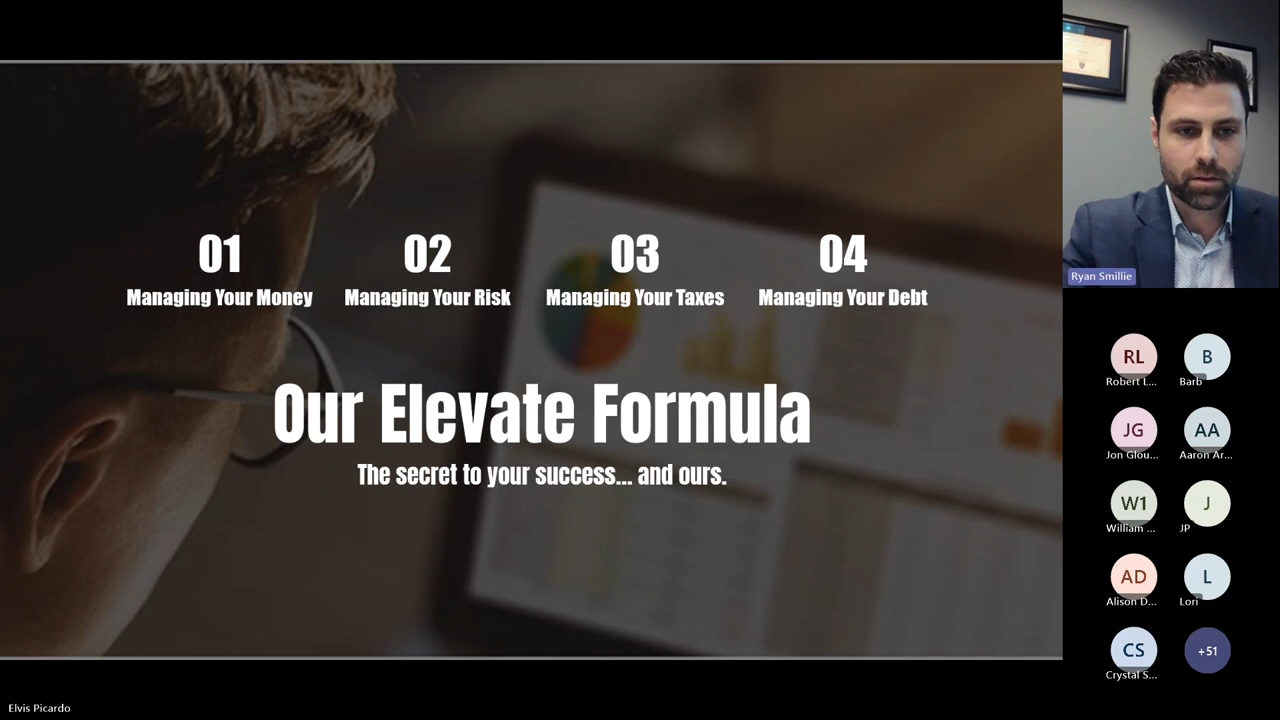 01
02
03
04
Managing Your Money
Managing Your Risk
Managing Your Taxes
Managing Your Debt
Our Elevate Formula
The secret to your success... and ours.
Ryan Smillie
RL
B
Robert L...
Barb
JG
AA
Jon Glou...
Aaron Ar...
W1
J
William ...
JP
AD
L
Alison D...
Lori
CS
+51
Crystal S...
Elvis Picardo